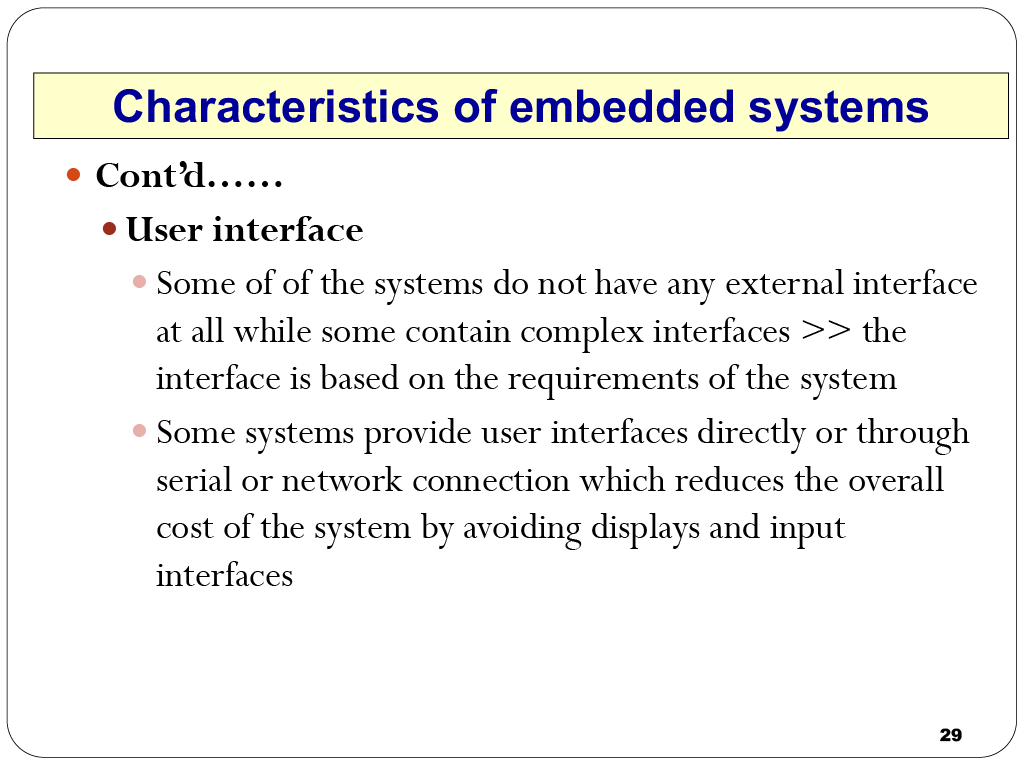 Characteristics of embedded systems
Cont’d……
User interface
Some of of the systems do not have any external interface
at all while some contain complex interfaces >> the
interface is based on the requirements of the system
Some systems provide user interfaces directly or through
serial or network connection which reduces the overall
cost of the system by avoiding displays and input
interfaces
29